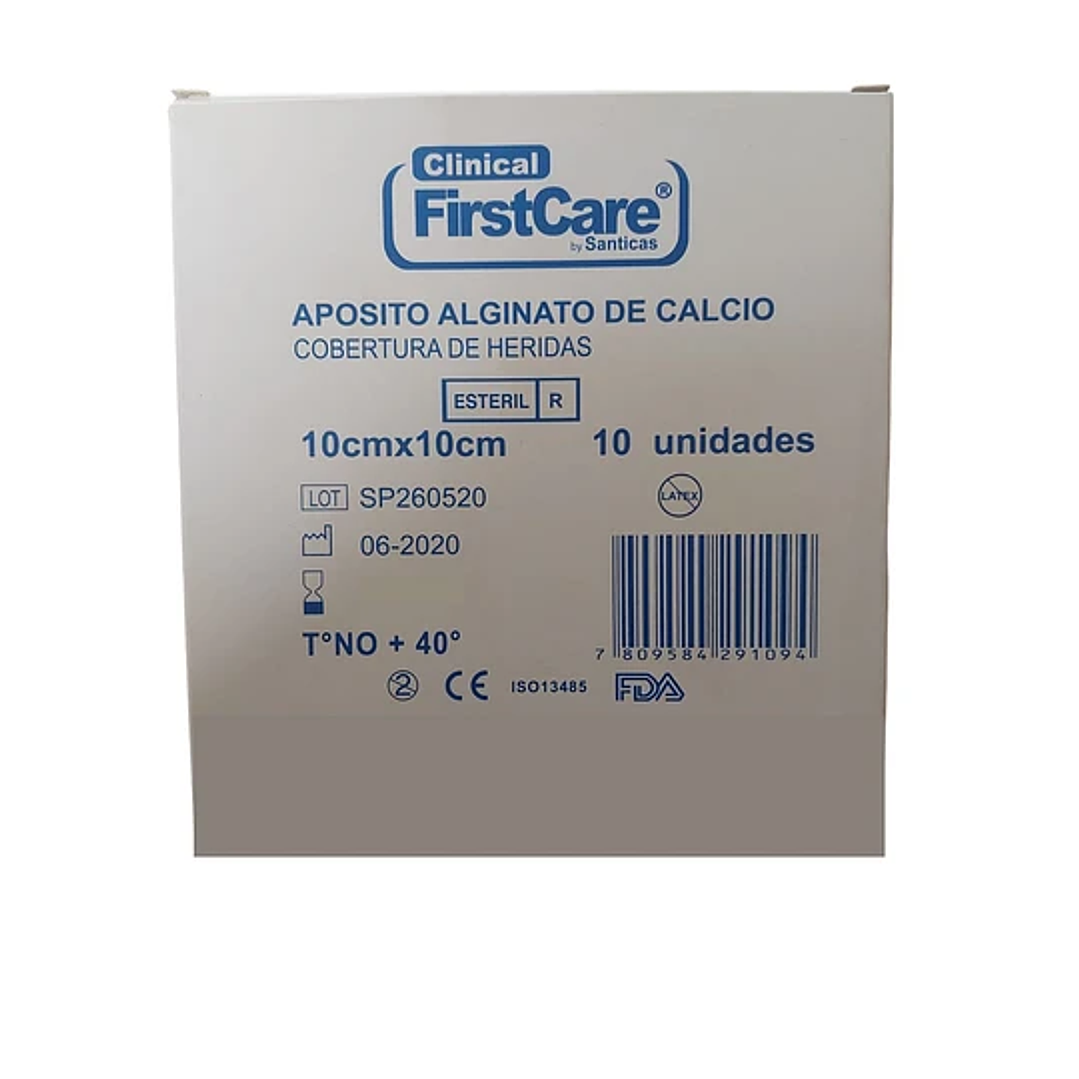 Clinical
FirstCare®
by Santicas
APOSITO ALGINATO DE CALCIO
COBERTURA DE HERIDAS
ESTERIL R
10cmx10cm 10 unidades
LOT SP260520 LATEX
06-2020
T°NO + 40°
7 809584 291094
2 CE ISO13485 FDA